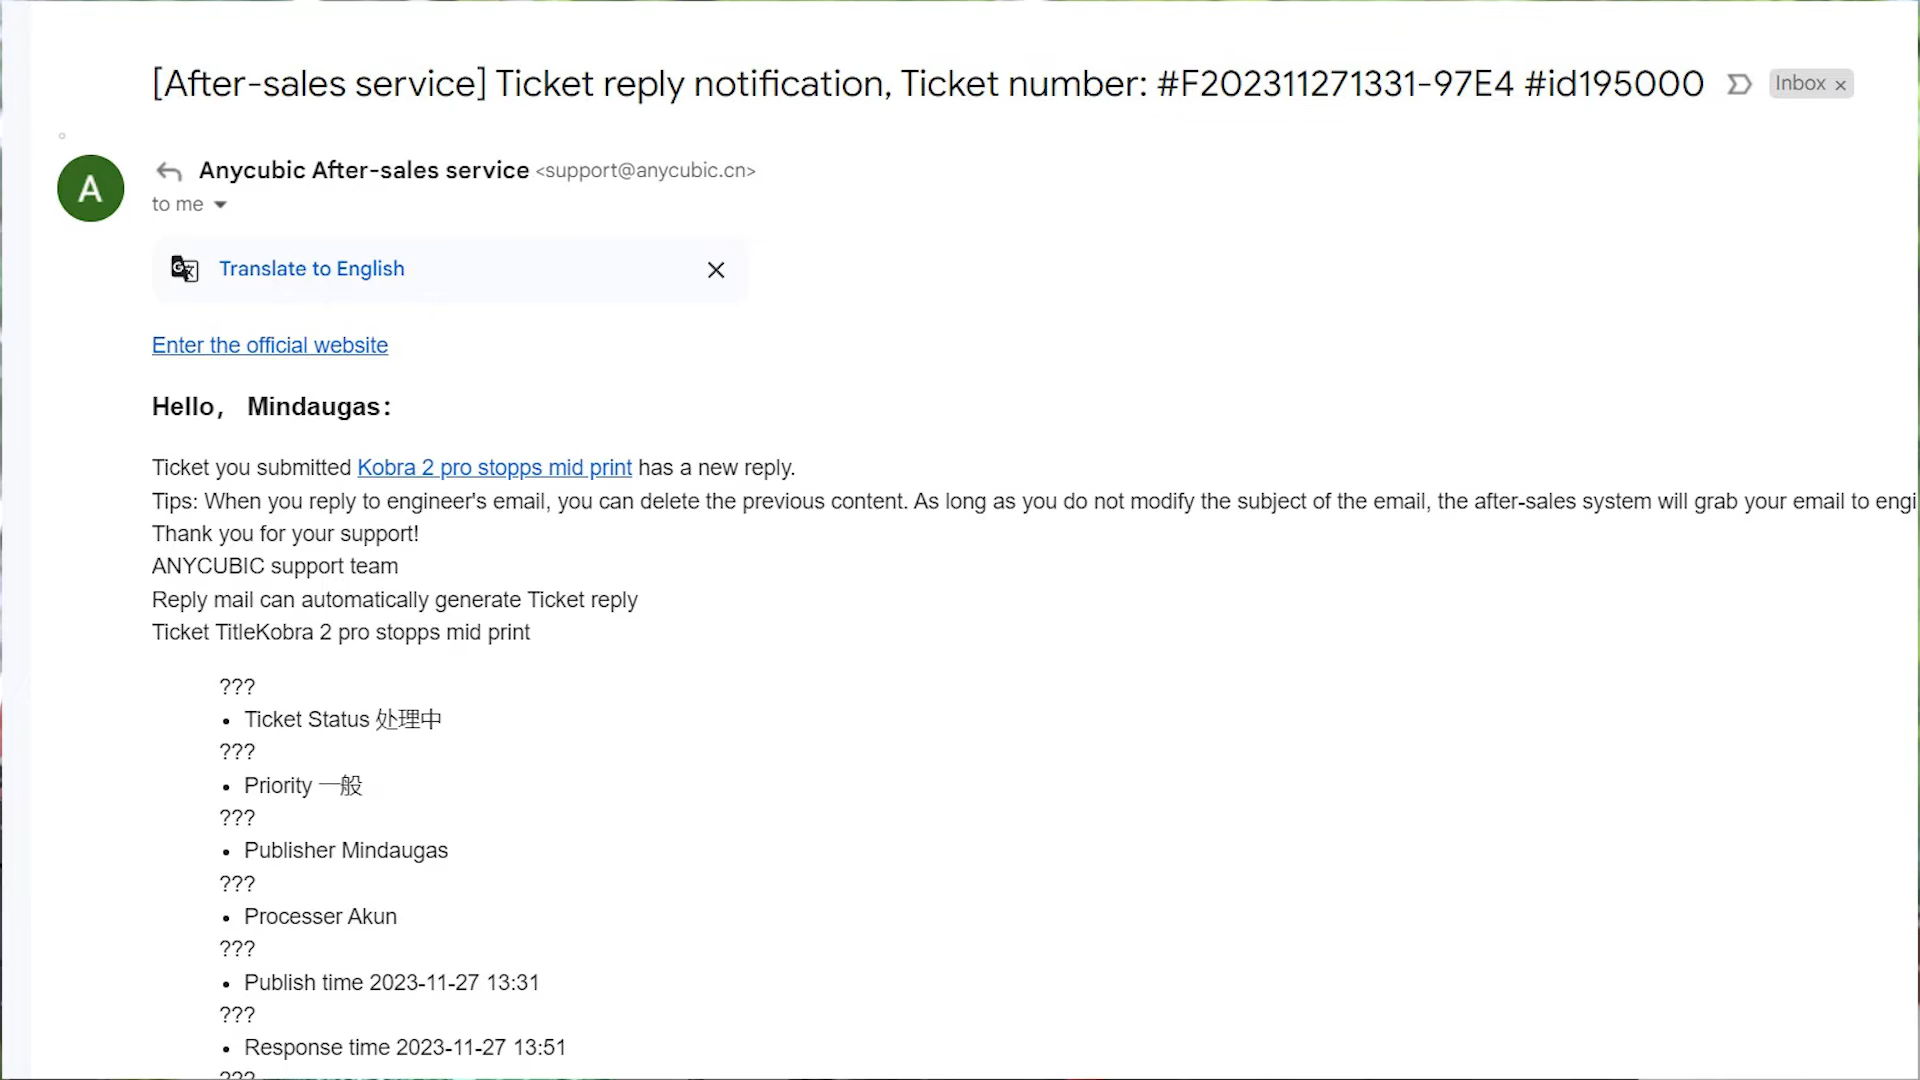 [After-sales service] Ticket reply notification, Ticket number: #F202311271331-97E4 #id195000 Inbox ×
A Anycubic After-sales service <support@anycubic.cn>
to me
Translate to English
Enter the official website
Hello, Mindaugas:
Ticket you submitted Kobra 2 pro stopps mid print has a new reply.
Tips: When you reply to engineer's email, you can delete the previous content. As long as you do not modify the subject of the email, the after-sales system will grab your email to engi
Thank you for your support!
ANYCUBIC support team
Reply mail can automatically generate Ticket reply
Ticket TitleKobra 2 pro stopps mid print
???
• Ticket Status 处理中
???
• Priority 一般
???
• Publisher Mindaugas
???
• Processer Akun
???
• Publish time 2023-11-27 13:31
???
• Response time 2023-11-27 13:51
???